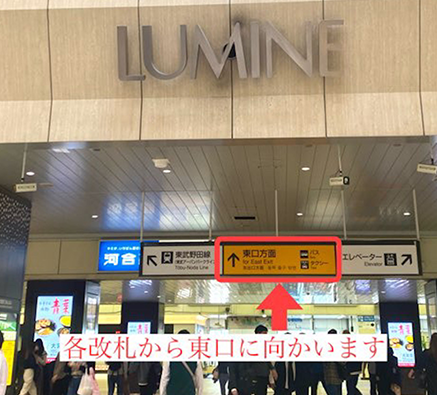 LUMINE
河合
東武野田線
Tobu-Noda Line
東口方面
for East Exit
バス
タクシー
エレベーター
Elevator
各改札から東口に向かいます